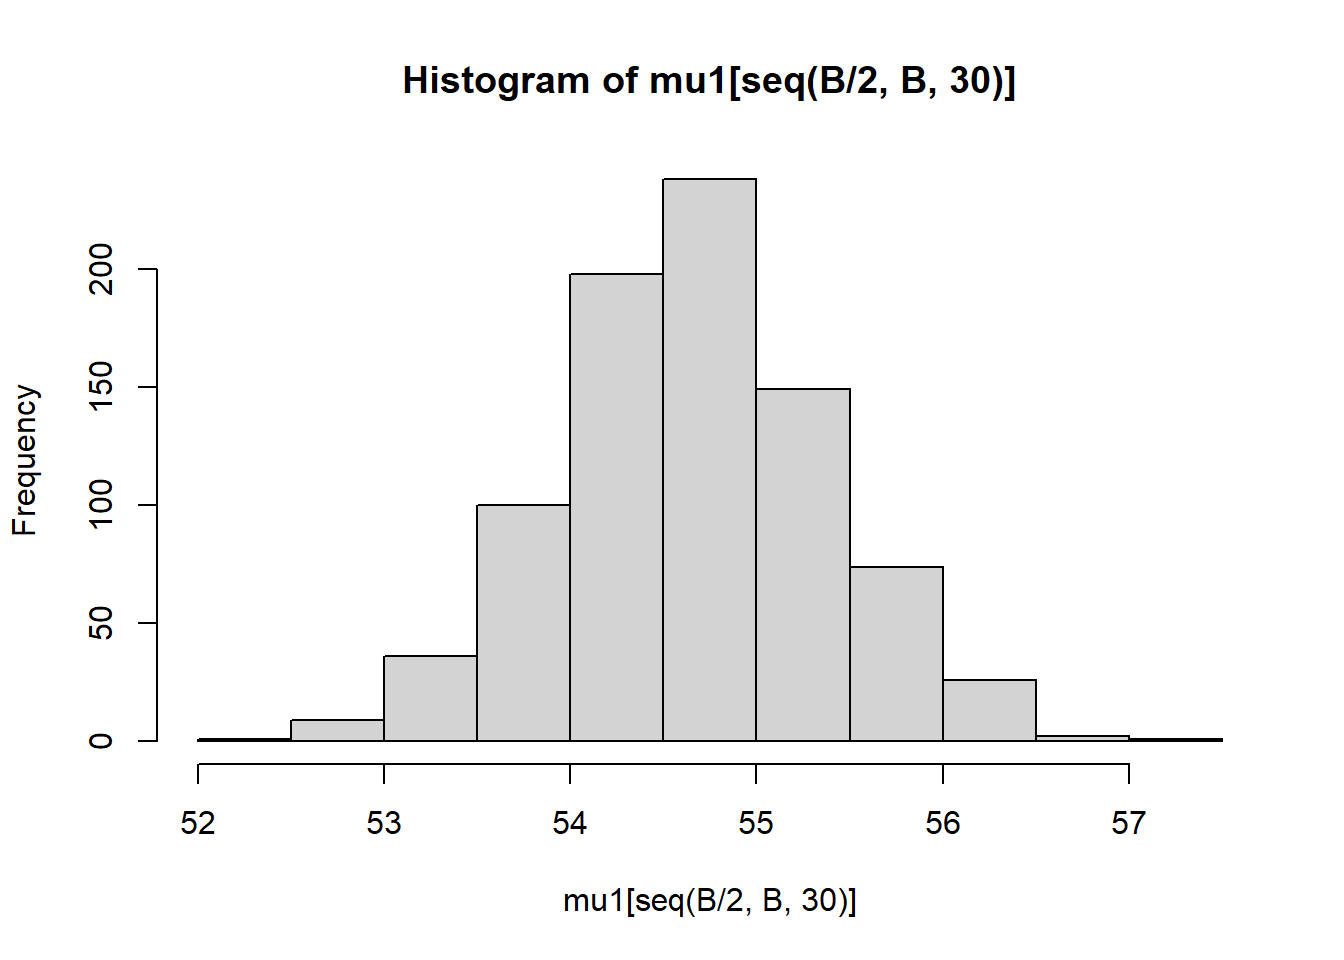 Histogram of mu1[seq(B/2, B, 30)]
Frequency
200
150
100
50
0
52 53 54 55 56 57
mu1[seq(B/2, B, 30)]